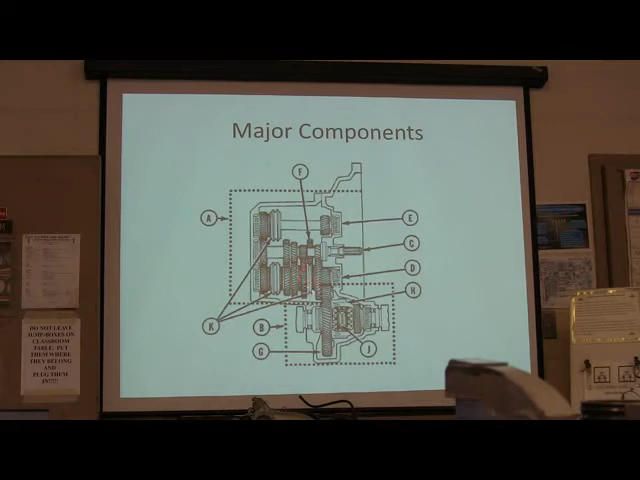 Major Components
F
A
E
C
D
H
K
B
G
J
DO NOT LEAVE
JUMP-BOXES ON
CLASSROOM
TABLE. PUT
THEM WHERE
THEY BELONG
AND
PLUG THEM
IN!!!!